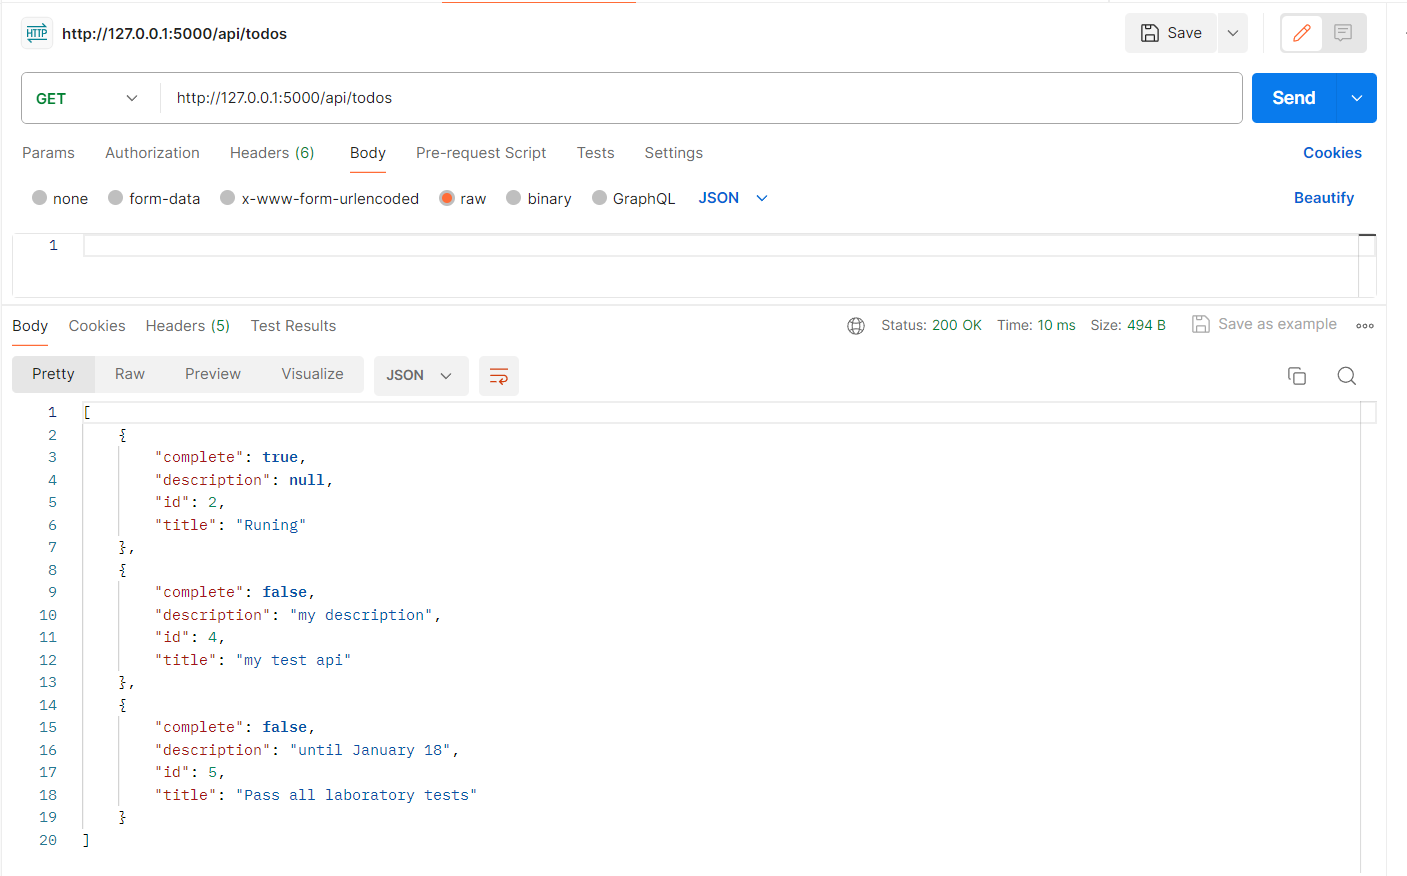 HTTP http://127.0.0.1:5000/api/todos Save
GET http://127.0.0.1:5000/api/todos Send
Params Authorization Headers (6) Body Pre-request Script Tests Settings Cookies
none form-data x-www-form-urlencoded raw binary GraphQL JSON Beautify
1
Body Cookies Headers (5) Test Results Status: 200 OK Time: 10 ms Size: 494 B Save as example
Pretty Raw Preview Visualize JSON
1 [
2 {
3 "complete": true,
4 "description": null,
5 "id": 2,
6 "title": "Runing"
7 },
8 {
9 "complete": false,
10 "description": "my description",
11 "id": 4,
12 "title": "my test api"
13 },
14 {
15 "complete": false,
16 "description": "until January 18",
17 "id": 5,
18 "title": "Pass all laboratory tests"
19 }
20 ]